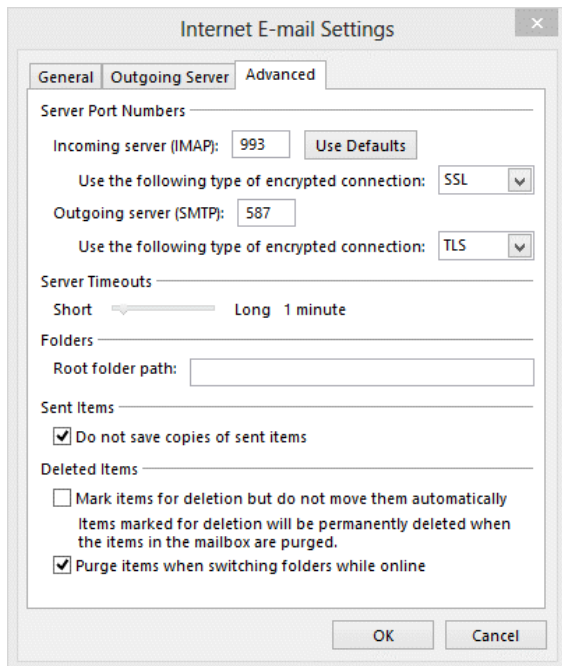 Internet E-mail Settings
General Outgoing Server Advanced
Server Port Numbers
Incoming server (IMAP): 993 Use Defaults
Use the following type of encrypted connection: SSL
Outgoing server (SMTP): 587
Use the following type of encrypted connection: TLS
Server Timeouts
Short Long 1 minute
Folders
Root folder path:
Sent Items
Do not save copies of sent items
Deleted Items
Mark items for deletion but do not move them automatically
Items marked for deletion will be permanently deleted when
the items in the mailbox are purged.
Purge items when switching folders while online
OK Cancel